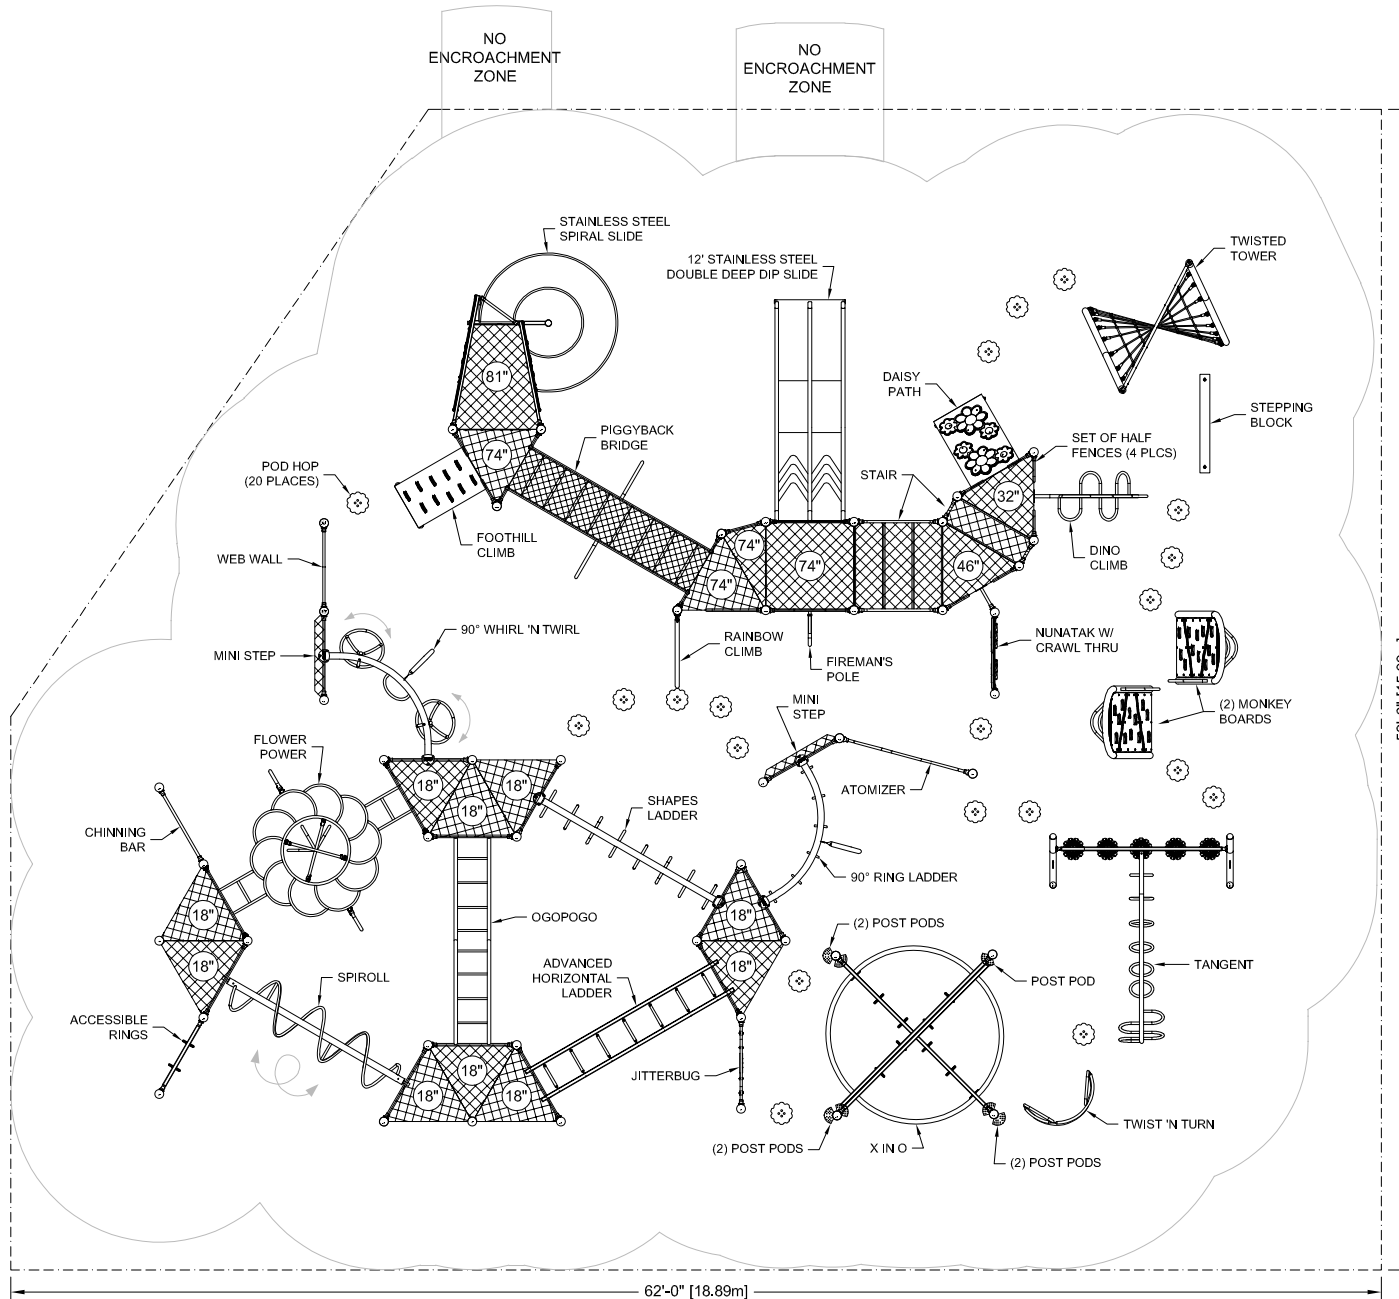 NO
ENCROACHMENT
ZONE
NO
ENCROACHMENT
ZONE
STAINLESS STEEL
SPIRAL SLIDE
12' STAINLESS STEEL
DOUBLE DEEP DIP SLIDE
TWISTED
TOWER
81"
DAISY
PATH
STEPPING
BLOCK
PIGGYBACK
BRIDGE
SET OF HALF
FENCES (4 PLCS)
74"
POD HOP
(20 PLACES)
STAIR
32"
FOOTHILL
CLIMB
DINO
CLIMB
WEB WALL
74"
74"
74"
46"
90° WHIRL 'N TWIRL
MINI STEP
RAINBOW
CLIMB
FIREMAN'S
POLE
NUNATAK W/
CRAWL THRU
(2) MONKEY
BOARDS
MINI
STEP
FLOWER
POWER
18"
18"
18"
ATOMIZER
SHAPES
LADDER
CHINNING
BAR
90° RING LADDER
18"
18"
OGOPOGO
(2) POST PODS
18"
18"
ADVANCED
HORIZONTAL
LADDER
SPIROLL
POST POD
TANGENT
ACCESSIBLE
RINGS
JITTERBUG
18"
18"
18"
TWIST 'N TURN
(2) POST PODS
X IN O
(2) POST PODS
62'-0" [18.89m]